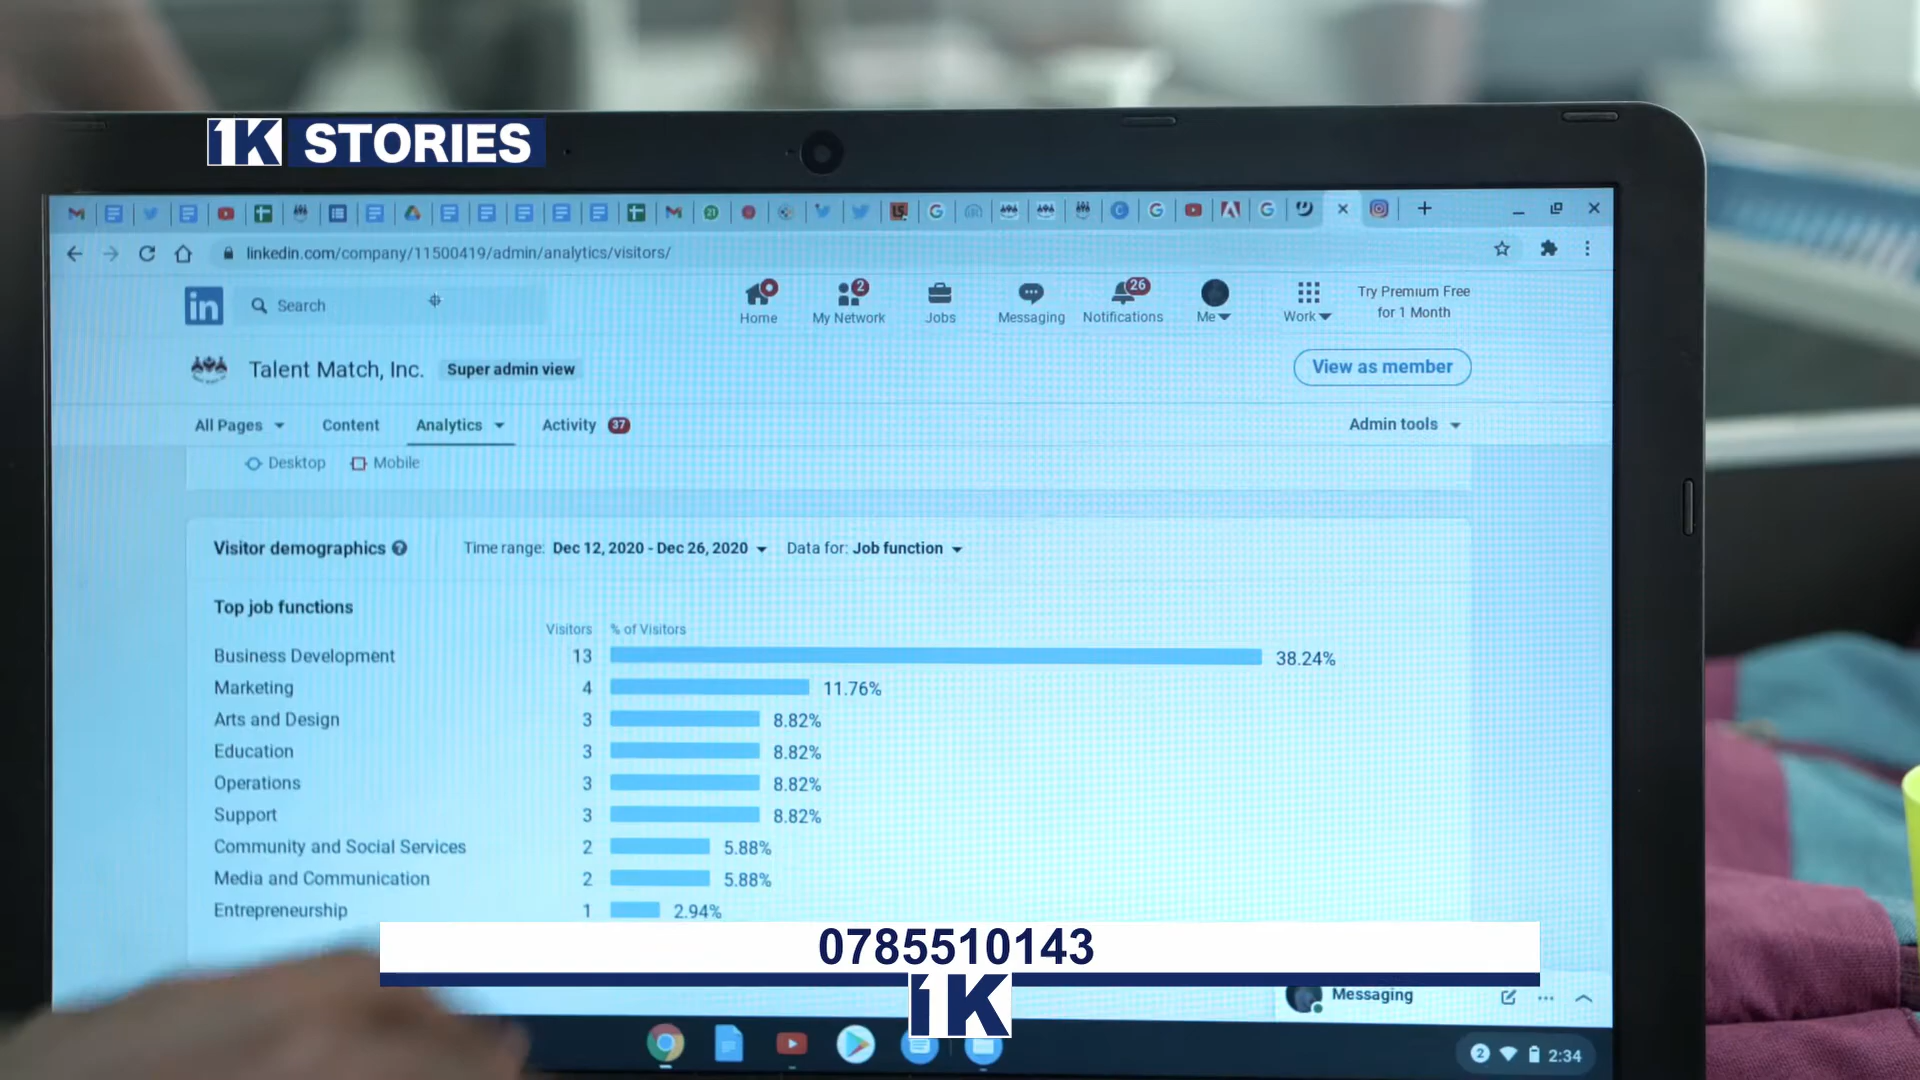 1K STORIES
linkedin.com/company/11500419/admin/analytics/visitors/
in
Search
Home
2
My Network
Jobs
Messaging
26
Notifications
Me
Work
Try Premium Free
for 1 Month
Talent Match, Inc.
Super admin view
View as member
All Pages
Content
Analytics
Activity 37
Admin tools
Desktop
Mobile
Visitor demographics
Time range: Dec 12, 2020 - Dec 26, 2020
Data for: Job function
Top job functions
Visitors
% of Visitors
Business Development 13 38.24%
Marketing 4 11.76%
Arts and Design 3 8.82%
Education 3 8.82%
Operations 3 8.82%
Support 3 8.82%
Community and Social Services 2 5.88%
Media and Communication 2 5.88%
Entrepreneurship 1 2.94%
0785510143
1K
Messaging
2 2:34